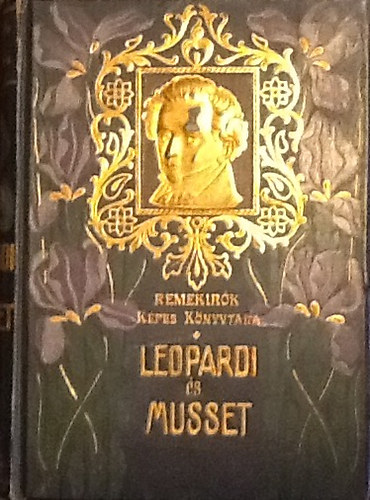 REMEKIRÓK
KÉPES KÖNYVTÁRA
LEOPARDI
ÉS
MUSSET